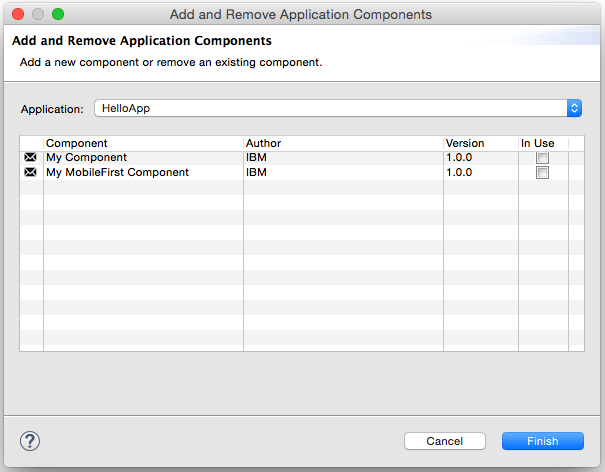 Add and Remove Application Components
Add and Remove Application Components
Add a new component or remove an existing component.
Application: HelloApp
Component Author Version In Use
My Component IBM 1.0.0
My MobileFirst Component IBM 1.0.0
? Cancel Finish